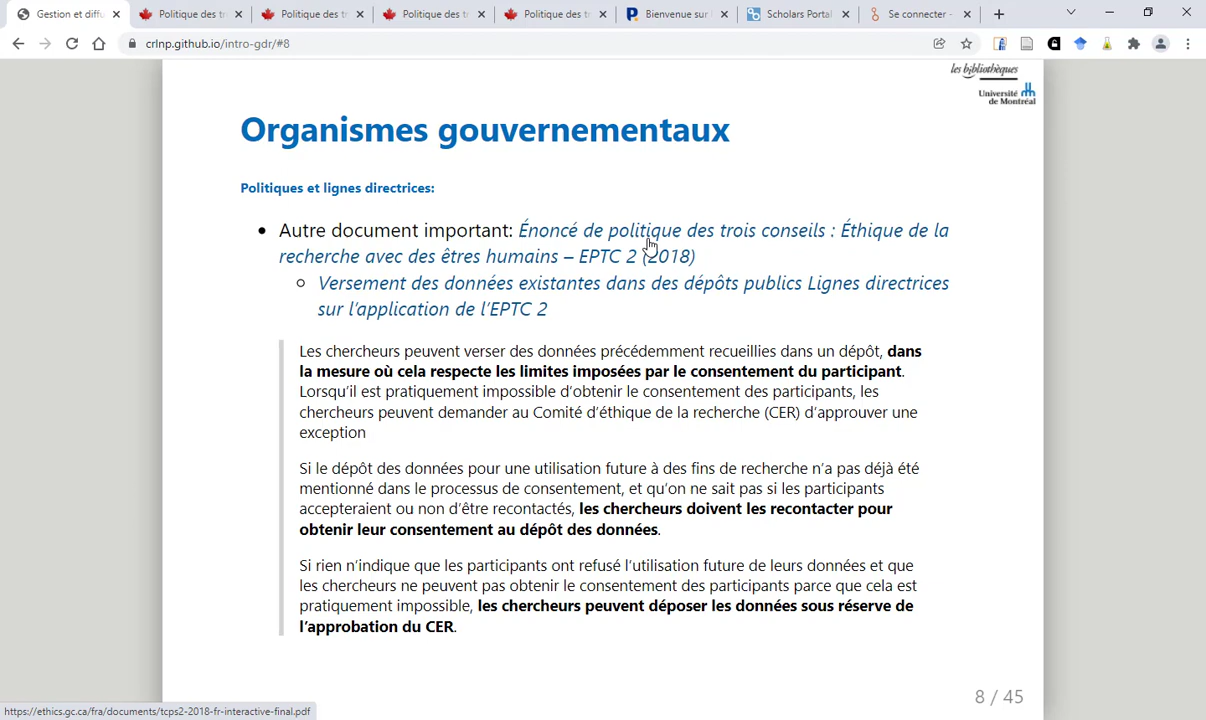 Gestion et diffu
Politique des tr
Politique des tr
Politique des tr
Politique des tr
Bienvenue sur
Scholars Portal
Se connecter -
crlnp.github.io/intro-gdr/#8
les bibliothèques
Université
de Montréal
Organismes gouvernementaux
Politiques et lignes directrices:
Autre document important: Énoncé de politique des trois conseils : Éthique de la
recherche avec des êtres humains – EPTC 2 (2018)
Versement des données existantes dans des dépôts publics Lignes directrices
sur l'application de l'EPTC 2
Les chercheurs peuvent verser des données précédemment recueillies dans un dépôt, dans
la mesure où cela respecte les limites imposées par le consentement du participant.
Lorsqu'il est pratiquement impossible d'obtenir le consentement des participants, les
chercheurs peuvent demander au Comité d'éthique de la recherche (CER) d'approuver une
exception
Si le dépôt des données pour une utilisation future à des fins de recherche n'a pas déjà été
mentionné dans le processus de consentement, et qu'on ne sait pas si les participants
accepteraient ou non d'être recontactés, les chercheurs doivent les recontacter pour
obtenir leur consentement au dépôt des données.
Si rien n'indique que les participants ont refusé l'utilisation future de leurs données et que
les chercheurs ne peuvent pas obtenir le consentement des participants parce que cela est
pratiquement impossible, les chercheurs peuvent déposer les données sous réserve de
l'approbation du CER.
8 / 45
https://ethics.gc.ca/fra/documents/tcps2-2018-fr-interactive-final.pdf